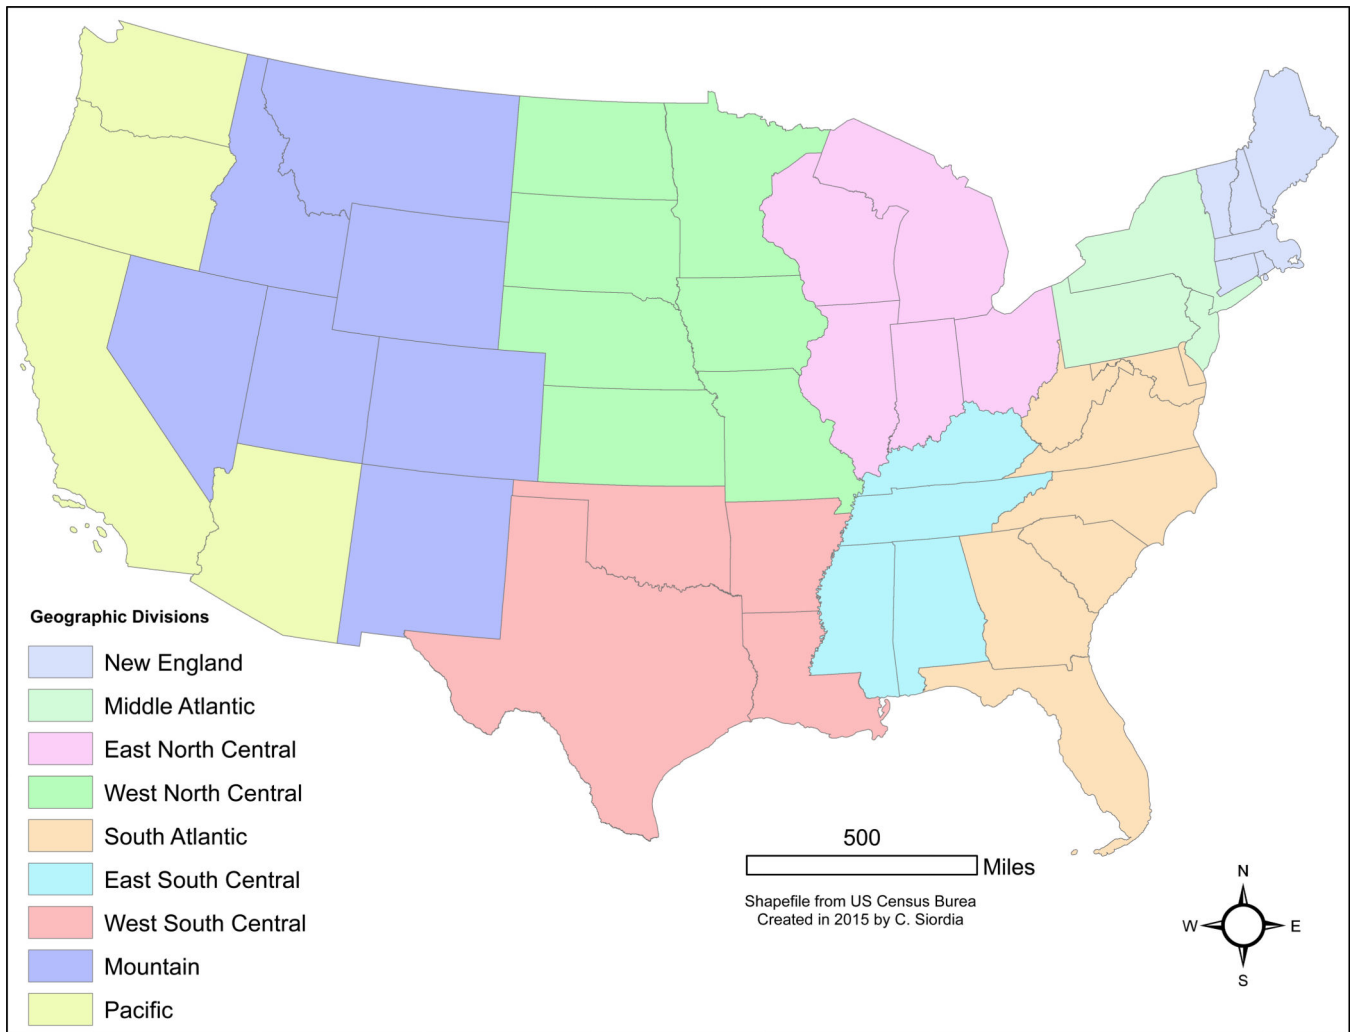 Geographic Divisions
New England
Middle Atlantic
East North Central
West North Central
South Atlantic
East South Central
West South Central
Mountain
Pacific
500
Miles
Shapefile from US Census Burea
Created in 2015 by C. Siordia
N
W
E
S